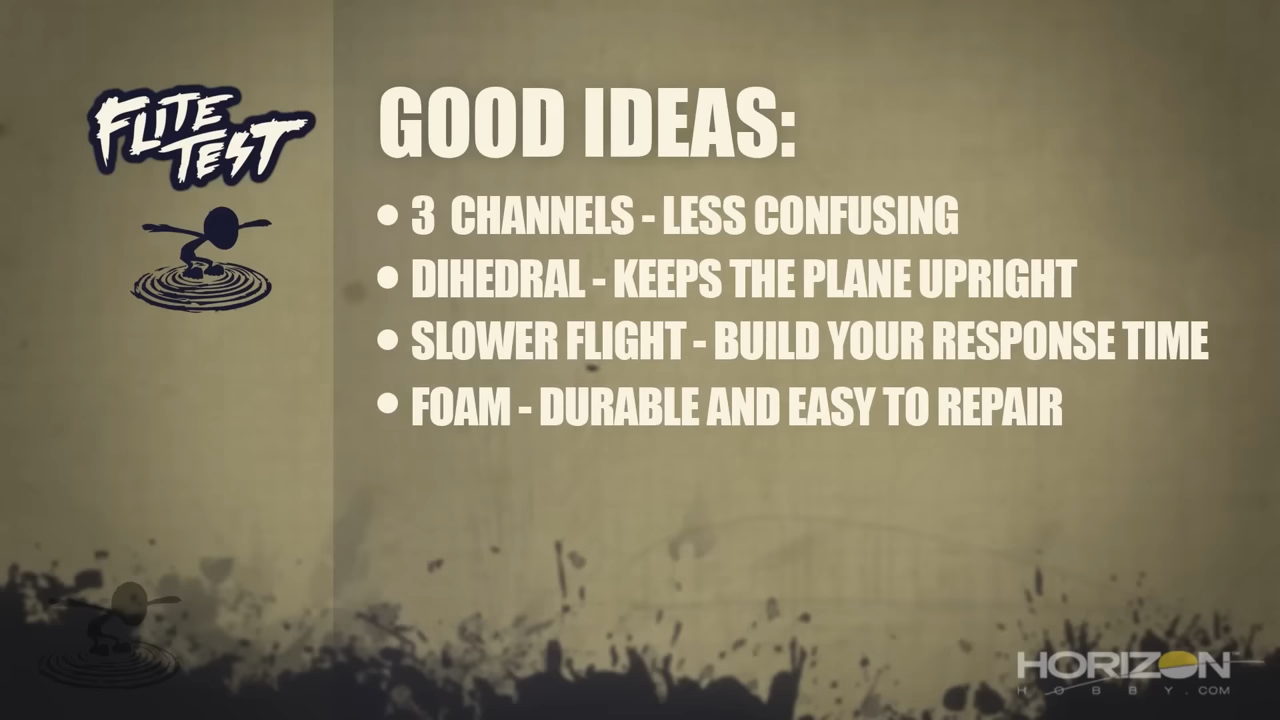 FLITE
TEST
GOOD IDEAS:
• 3 CHANNELS - LESS CONFUSING
• DIHEDRAL - KEEPS THE PLANE UPRIGHT
• SLOWER FLIGHT - BUILD YOUR RESPONSE TIME
• FOAM - DURABLE AND EASY TO REPAIR
HORIZON
HOBBY.COM